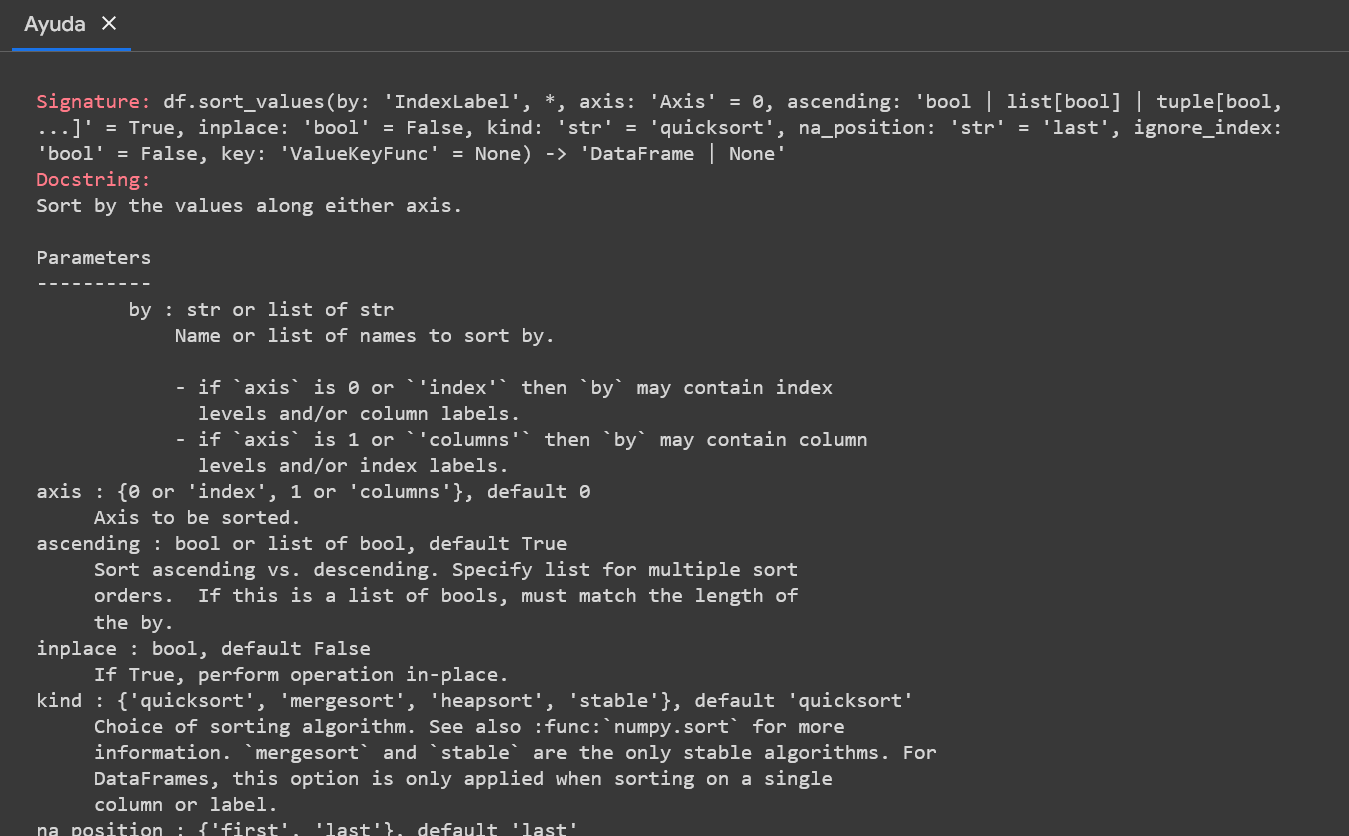 Ayuda ✕
Signature: df.sort_values(by: 'IndexLabel', *, axis: 'Axis' = 0, ascending: 'bool | list[bool] | tuple[bool,
...]' = True, inplace: 'bool' = False, kind: 'str' = 'quicksort', na_position: 'str' = 'last', ignore_index:
'bool' = False, key: 'ValueKeyFunc' = None) -> 'DataFrame | None'
Docstring:
Sort by the values along either axis.

Parameters
----------
        by : str or list of str
            Name or list of names to sort by.

            - if `axis` is 0 or `'index'` then `by` may contain index
              levels and/or column labels.
            - if `axis` is 1 or `'columns'` then `by` may contain column
              levels and/or index labels.
axis : {0 or 'index', 1 or 'columns'}, default 0
     Axis to be sorted.
ascending : bool or list of bool, default True
     Sort ascending vs. descending. Specify list for multiple sort
     orders.  If this is a list of bools, must match the length of
     the by.
inplace : bool, default False
     If True, perform operation in-place.
kind : {'quicksort', 'mergesort', 'heapsort', 'stable'}, default 'quicksort'
     Choice of sorting algorithm. See also :func:`numpy.sort` for more
     information. `mergesort` and `stable` are the only stable algorithms. For
     DataFrames, this option is only applied when sorting on a single
     column or label.
na_position : {'first', 'last'}, default 'last'